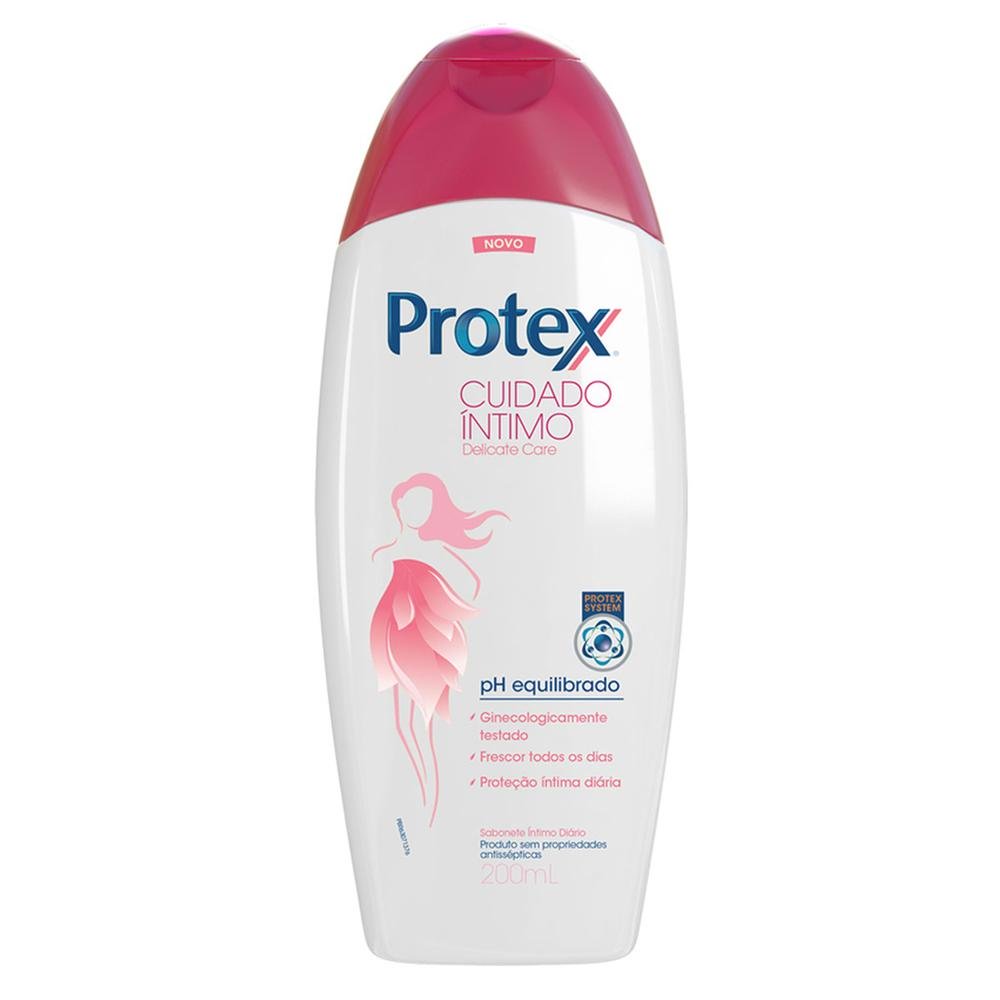 NOVO
Protex
CUIDADO
ÍNTIMO
Delicate Care
PROTEX
SYSTEM
pH equilibrado
Ginecologicamente
testado
Frescor todos os dias
Proteção íntima diária
Sabonete Íntimo Diário
Produto sem propriedades
antissépticas
200mL